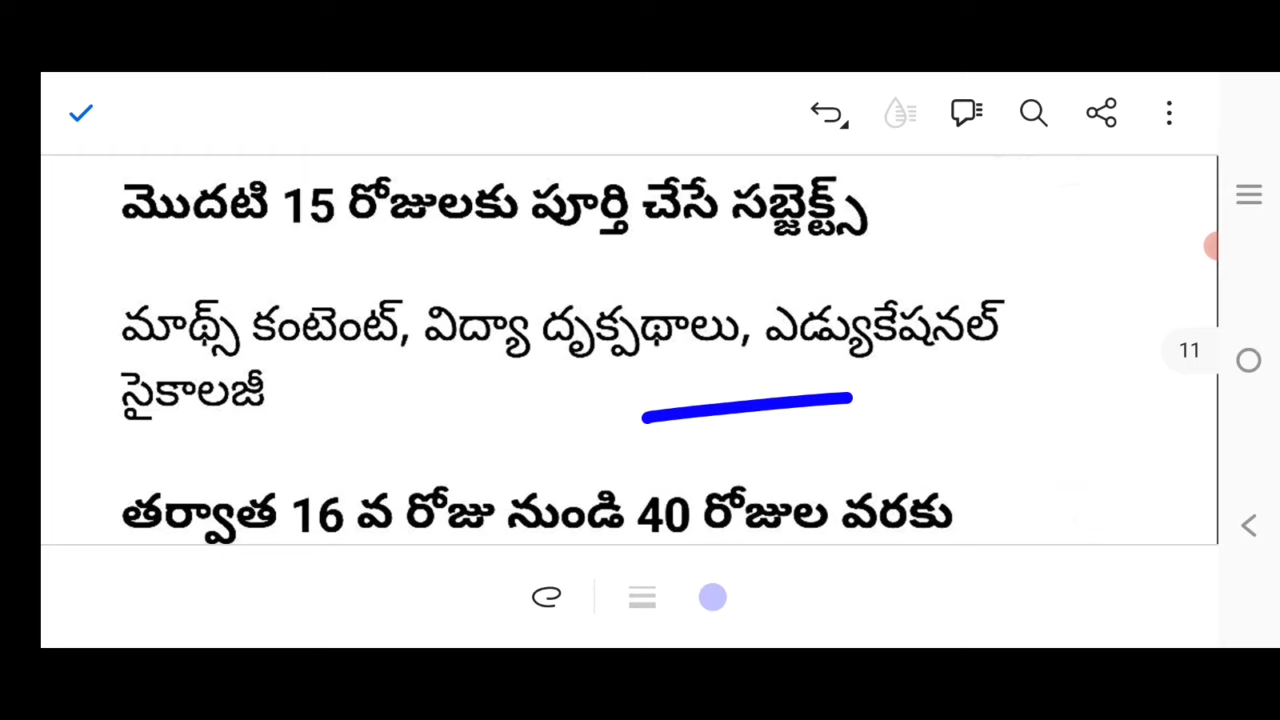 మొదటి 15 రోజులకు పూర్తి చేసే సబ్జెక్ట్స్
మాథ్స్ కంటెంట్, విద్యా దృక్పథాలు, ఎడ్యుకేషనల్
సైకాలజీ
11
తర్వాత 16 వ రోజు నుండి 40 రోజుల వరకు